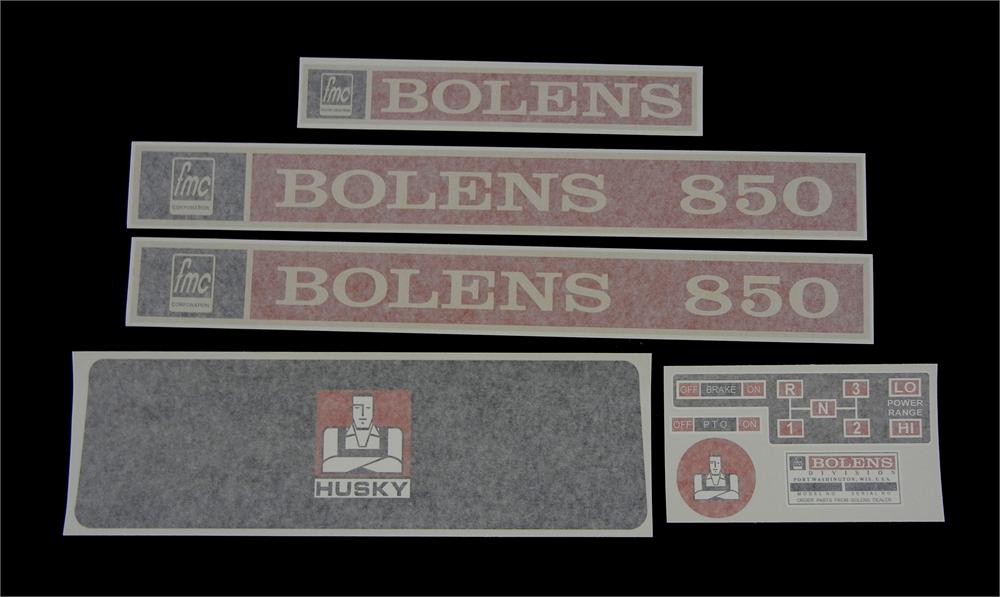 fmc
CORPORATION
BOLENS
fmc
CORPORATION
BOLENS 850
fmc
CORPORATION
BOLENS 850
HUSKY
OFF BRAKE ON
OFF PTO ON
R 3 LO
N
POWER
RANGE
1 2 HI
fmc
BOLENS
DIVISION
PORT WASHINGTON, WIS. U.S.A.
MODEL NO SERIAL NO
ORDER PARTS FROM BOLENS DEALER